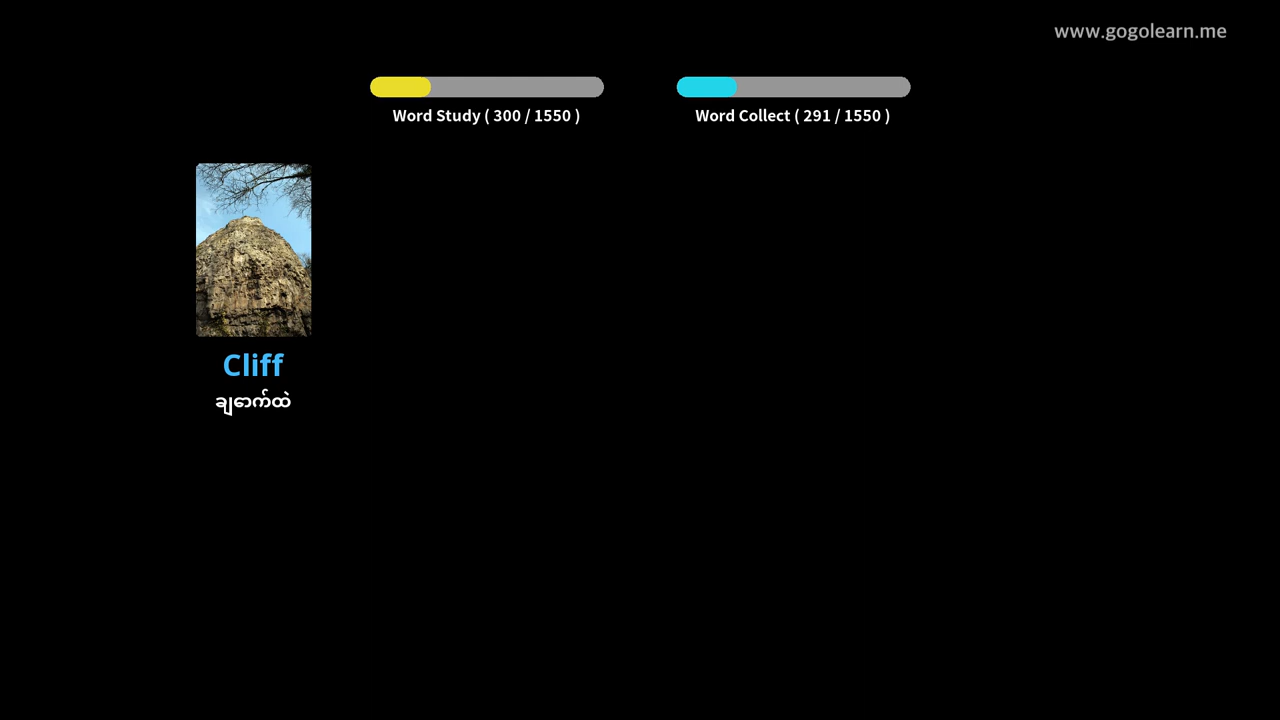 www.gogolearn.me
Word Study ( 300 / 1550 )
Word Collect ( 291 / 1550 )
Cliff
ချောက်ထဲ